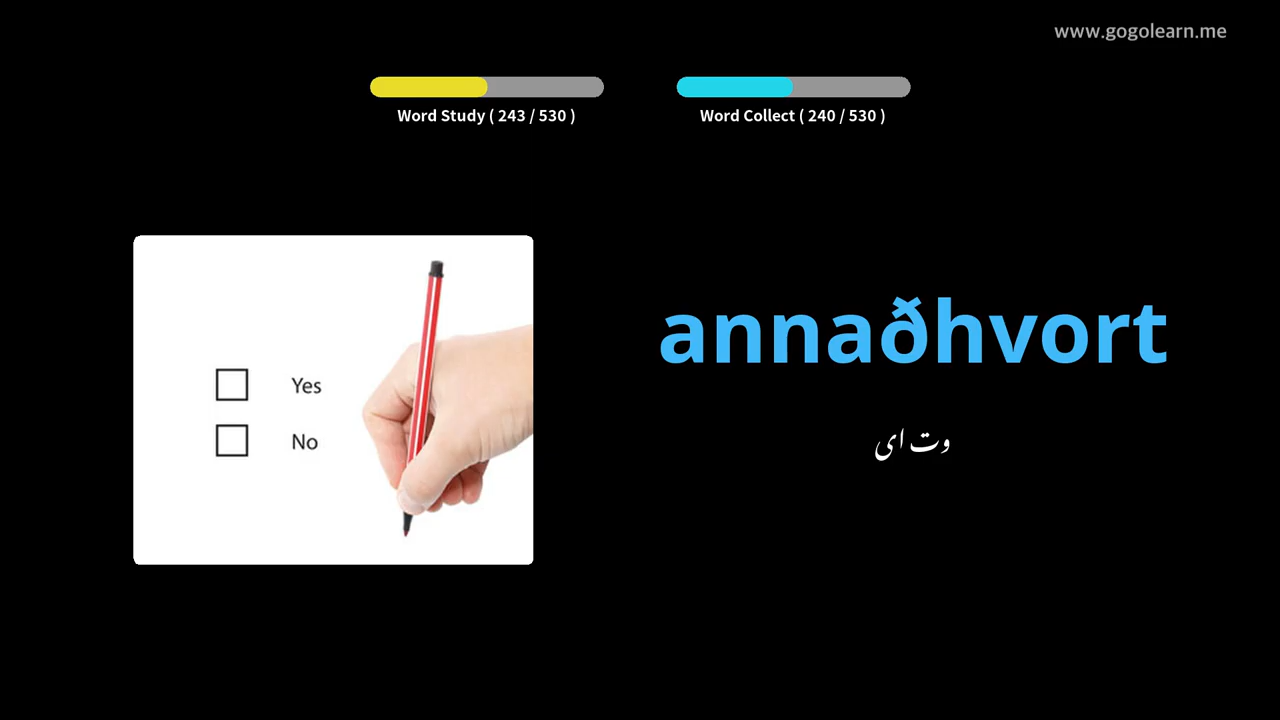 www.gogolearn.me
Word Study ( 243 / 530 )
Word Collect ( 240 / 530 )
Yes
No
annaðhvort
وت ای